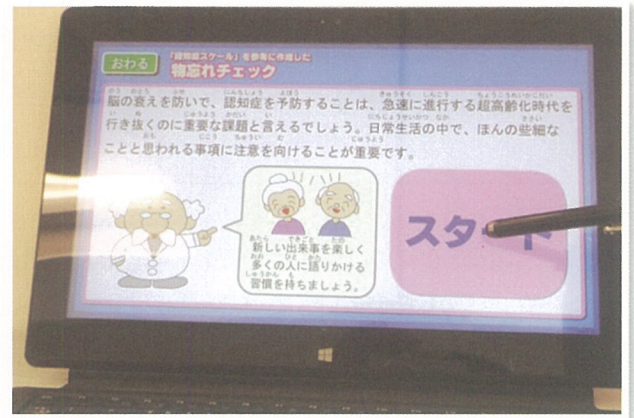 おわる
「認知症スケール」を参考に作成した
物忘れチェック
脳の衰えを防いで、認知症を予防することは、急速に進行する超高齢化時代を
行き抜くのに重要な課題と言えるでしょう。日常生活の中で、ほんの些細な
ことと思われる事項に注意を向けることが重要です。
新しい出来事を楽しく
多くの人に語りかける
習慣を持ちましょう。
スタート